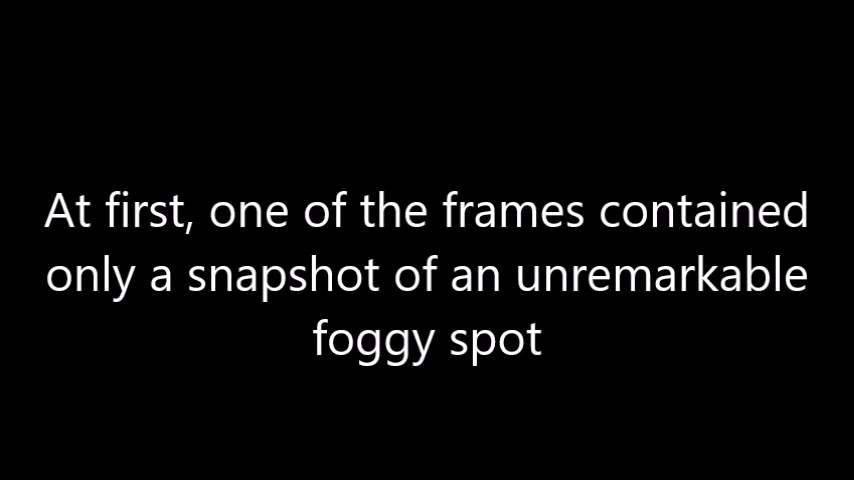 At first, one of the frames contained
only a snapshot of an unremarkable
foggy spot